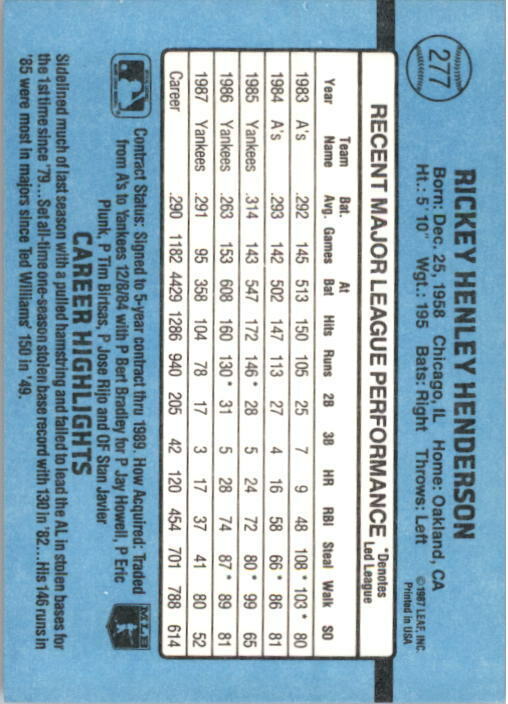 277
RICKEY HENLEY HENDERSON
Born: Dec. 25, 1958 Chicago, IL Home: Oakland, CA
Ht.: 5' 10" Wgt.: 195 Bats: Right Throws: Left
©1987 LEAF, INC.
Printed in USA
RECENT MAJOR LEAGUE PERFORMANCE *Denotes Led League
Year Team Name Bat. Avg. Games At Bat Hits Runs 2B 3B HR RBI Steal Walk SO
1983 A's .292 145 513 150 105 25 7 9 48 108* 103* 80
1984 A's .293 142 502 147 113 27 4 16 58 66* 86 81
1985 Yankees .314 143 547 172 146* 28 5 24 72 80* 99 65
1986 Yankees .263 153 608 160 130* 31 5 28 74 87* 89 81
1987 Yankees .291 95 358 104 78 17 3 17 37 41 80 52
Career .290 1182 4429 1286 940 205 42 120 454 701 788 614
Contract Status: Signed to 5-year contract thru 1989. How Acquired: Traded
from A's to Yankees 12/8/84 with P Bert Bradley for P Jay Howell, P Eric
Plunk, P Tim Birtsas, P Jose Rijo and OF Stan Javier
MLB
CAREER HIGHLIGHTS
Sidelined much of last season with a pulled hamstring and failed to lead the AL in stolen bases for
the 1st time since '79...Set all-time one-season stolen base record with 130 in '82...His 146 runs in
'85 were most in majors since Ted Williams' 150 in '49.